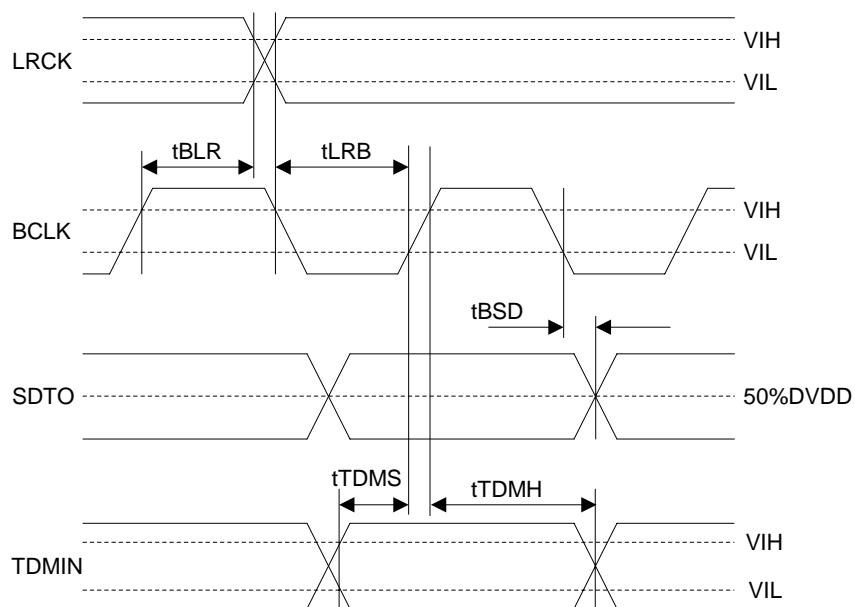 LRCK
VIH
VIL
tBLR
tLRB
BCLK
VIH
VIL
tBSD
SDTO
50%DVDD
tTDMS
tTDMH
TDMIN
VIH
VIL